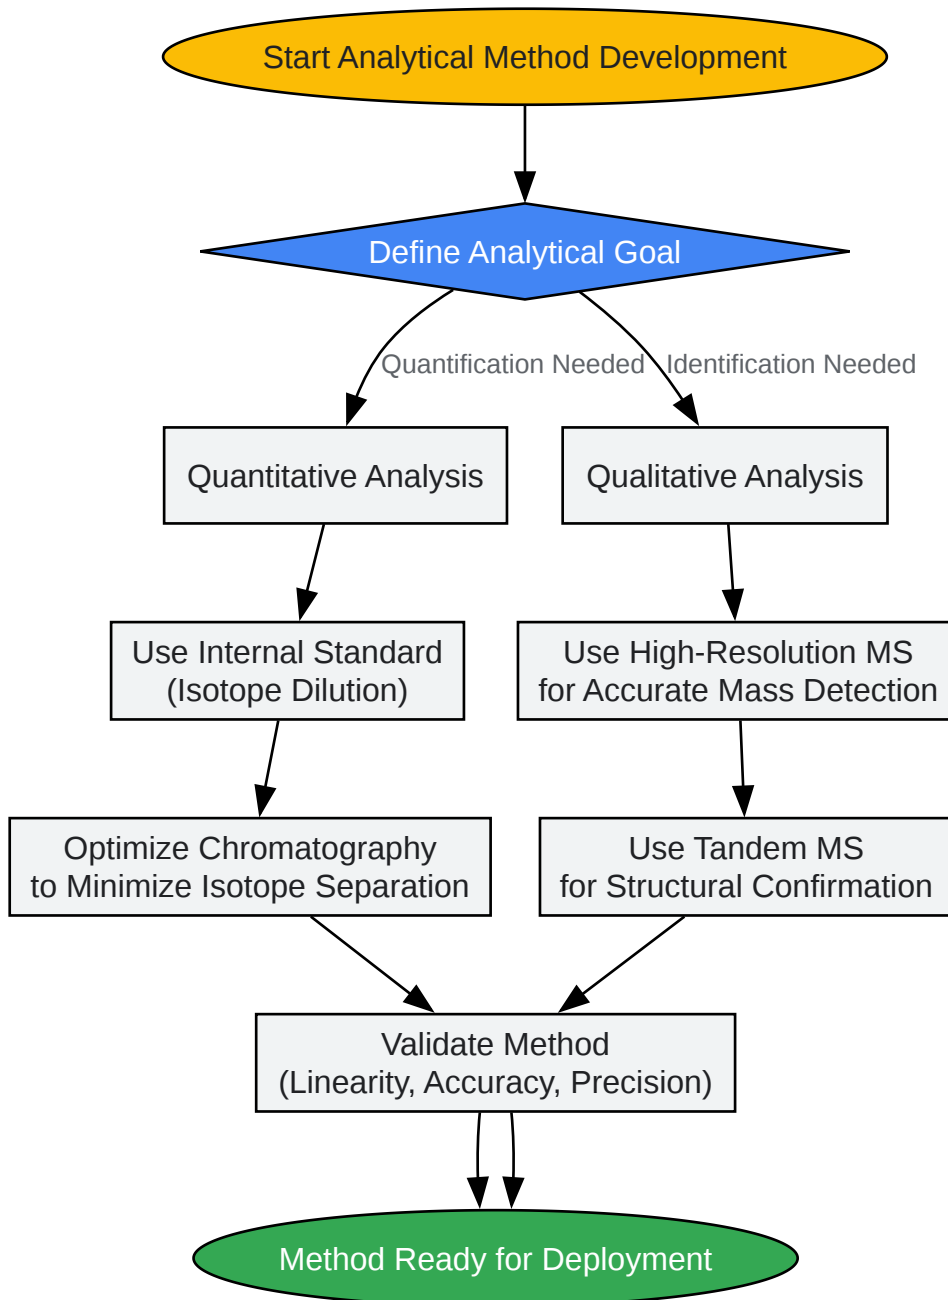 Start Analytical Method Development
Define Analytical Goal
Quantification Needed
Identification Needed
Quantitative Analysis
Qualitative Analysis
Use Internal Standard
(Isotope Dilution)
Use High-Resolution MS
for Accurate Mass Detection
Optimize Chromatography
to Minimize Isotope Separation
Use Tandem MS
for Structural Confirmation
Validate Method
(Linearity, Accuracy, Precision)
Method Ready for Deployment